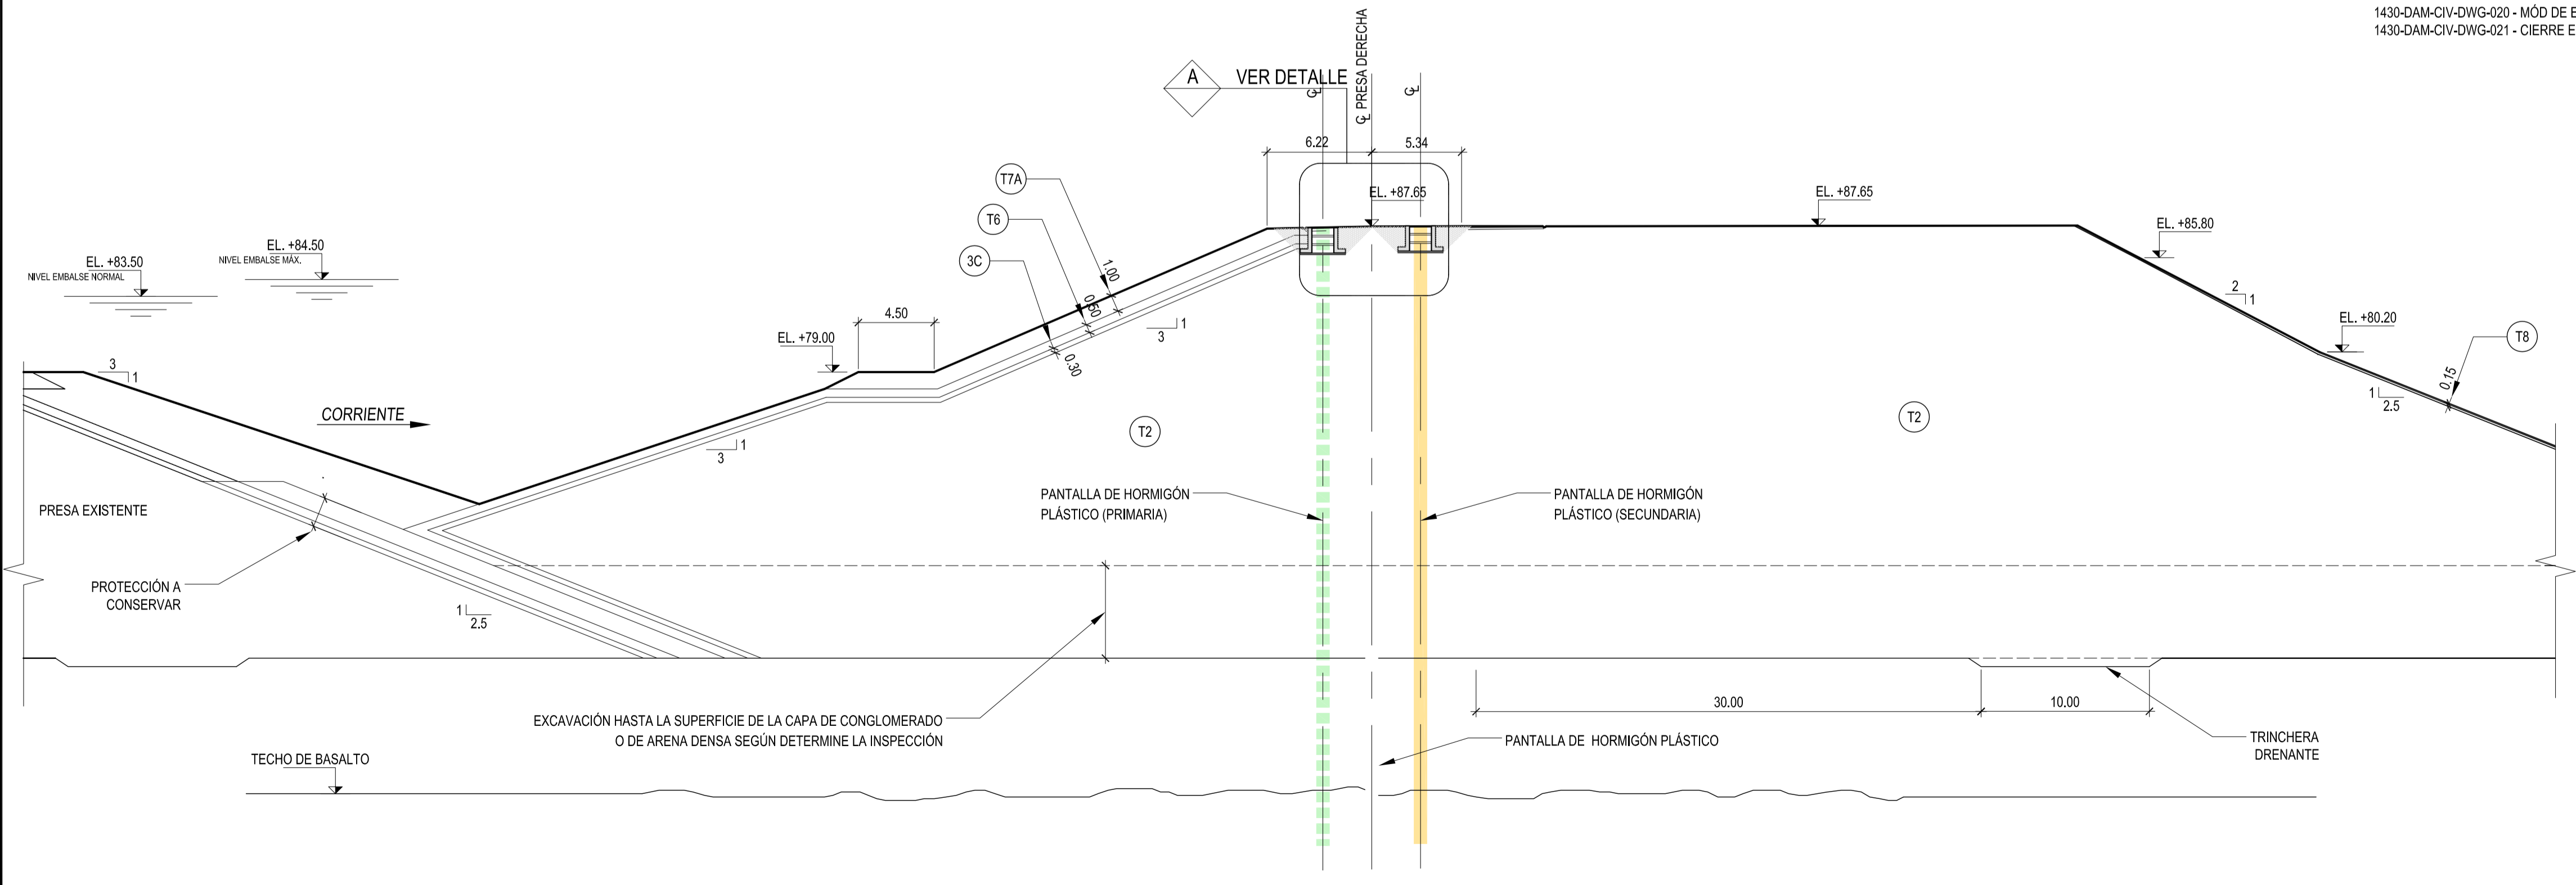 1430-DAM-CIV-DWG-020 - MÓD DE
1430-DAM-CIV-DWG-021 - CIERRE E
A
VER DETALLE
℄
℄ PRESA DERECHA
℄
6.22
5.34
T7A
EL. +87.65
EL. +87.65
T6
EL. +85.80
EL. +84.50
NIVEL EMBALSE MÁX.
EL. +83.50
NIVEL EMBALSE NORMAL
3C
1.00
0.60
0.30
2
1
4.50
EL. +80.20
T8
EL. +79.00
3
1
3
1
0.15
1
2.5
CORRIENTE
T2
T2
3
1
PRESA EXISTENTE
PANTALLA DE HORMIGÓN
PLÁSTICO (PRIMARIA)
PANTALLA DE HORMIGÓN
PLÁSTICO (SECUNDARIA)
PROTECCIÓN A
CONSERVAR
1
2.5
30.00
10.00
EXCAVACIÓN HASTA LA SUPERFICIE DE LA CAPA DE CONGLOMERADO
O DE ARENA DENSA SEGÚN DETERMINE LA INSPECCIÓN
PANTALLA DE HORMIGÓN PLÁSTICO
TRINCHERA
DRENANTE
TECHO DE BASALTO